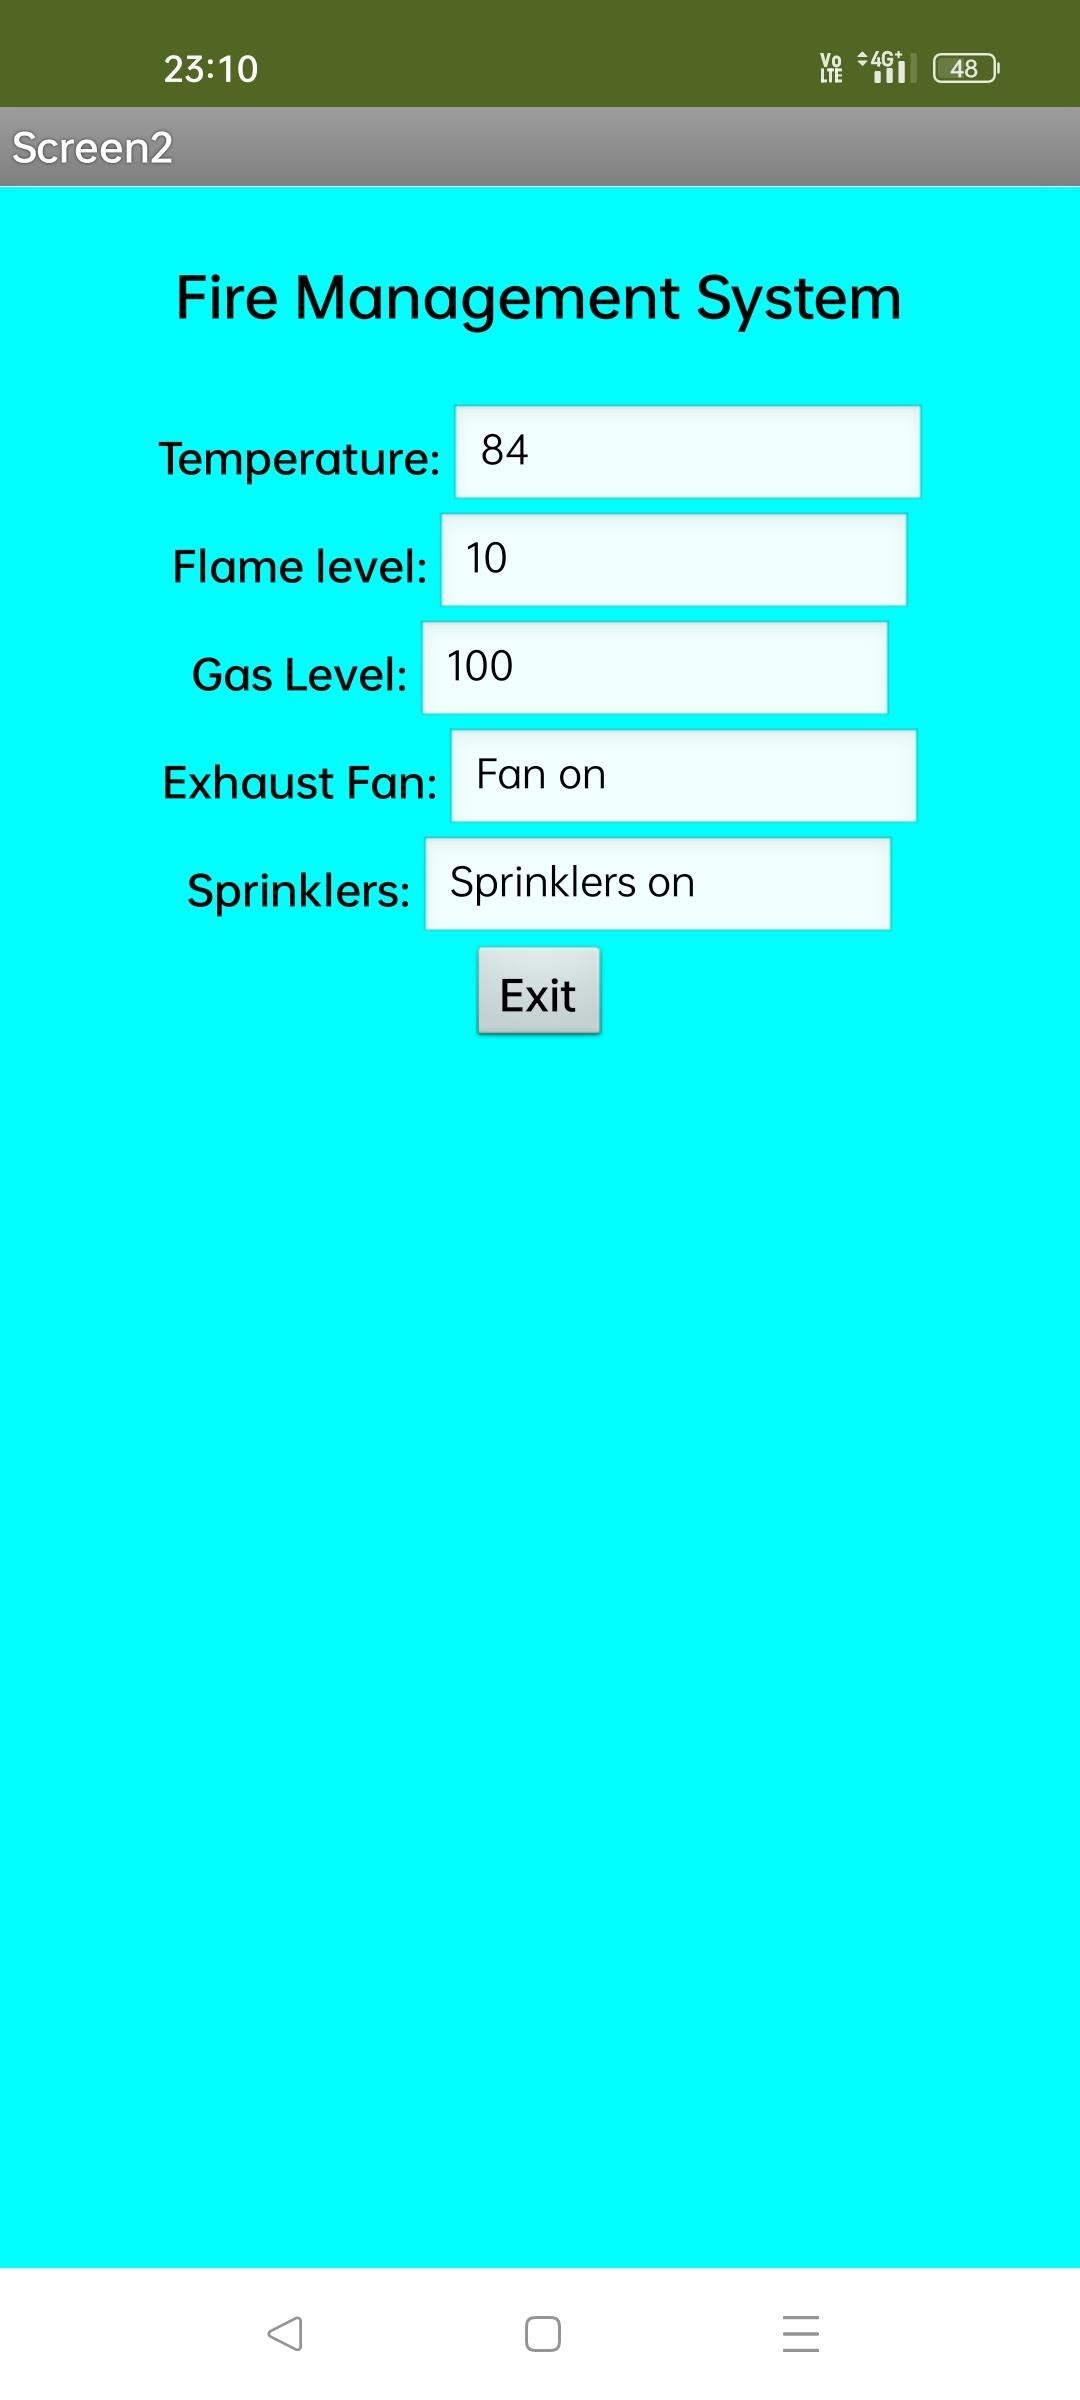 23:10 Vo LTE 4G+ 48
Screen2
Fire Management System
Temperature: 84
Flame level: 10
Gas Level: 100
Exhaust Fan: Fan on
Sprinklers: Sprinklers on
Exit